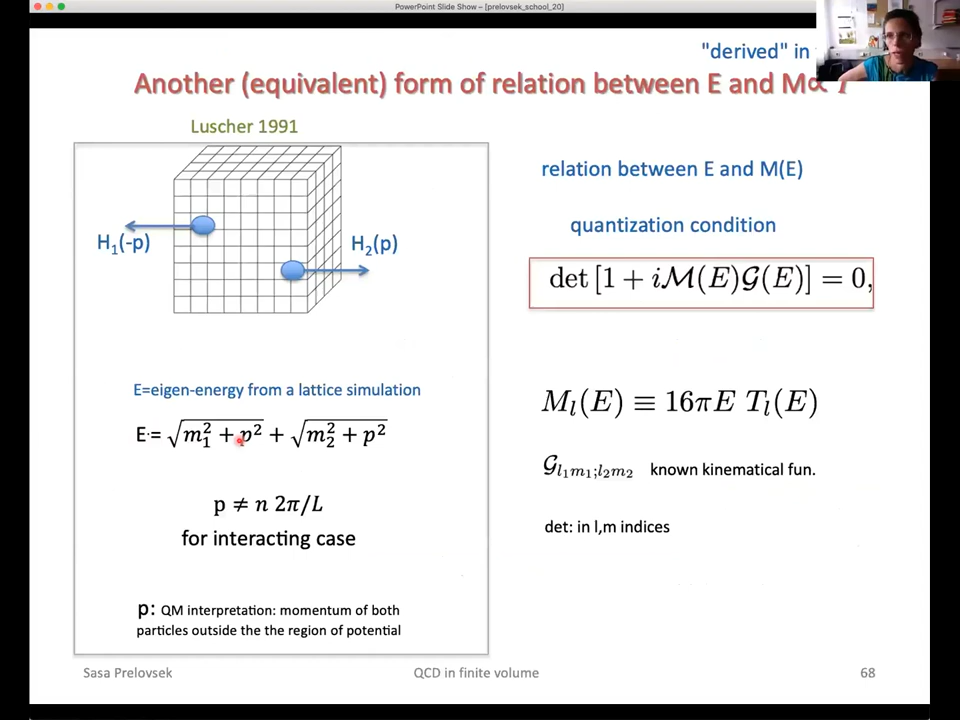 PowerPoint Slide Show – [prelovsek_school_20]
"derived" in
Another (equivalent) form of relation between E and M∝ T
Luscher 1991
H₁(-p)
H₂(p)
E=eigen-energy from a lattice simulation
E = √(m₁² + p²) + √(m₂² + p²)
p ≠ n 2π/L
for interacting case
p: QM interpretation: momentum of both
particles outside the the region of potential
relation between E and M(E)
quantization condition
det [1 + iℳ(E)𝒢(E)] = 0,
M_l(E) ≡ 16πE T_l(E)
𝒢_{l₁m₁;l₂m₂} known kinematical fun.
det: in l,m indices
Sasa Prelovsek
QCD in finite volume
68